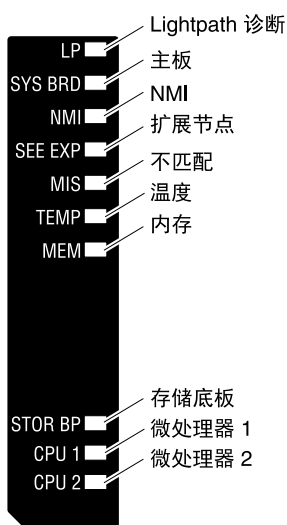 LP Lightpath 诊断
SYS BRD 主板
NMI NMI
SEE EXP 扩展节点
MIS 不匹配
TEMP 温度
MEM 内存
STOR BP 存储底板
CPU 1 微处理器 1
CPU 2 微处理器 2